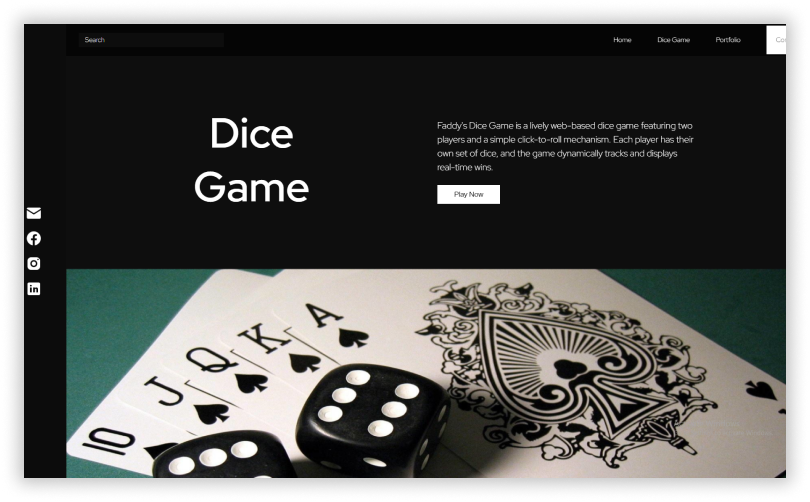 Search
Home
Dice Game
Portfolio
Dice
Game
Faddy's Dice Game is a lively web-based dice game featuring two
players and a simple click-to-roll mechanism. Each player has their
own set of dice, and the game dynamically tracks and displays
real-time wins.
Play Now
A
K
Q
J
10